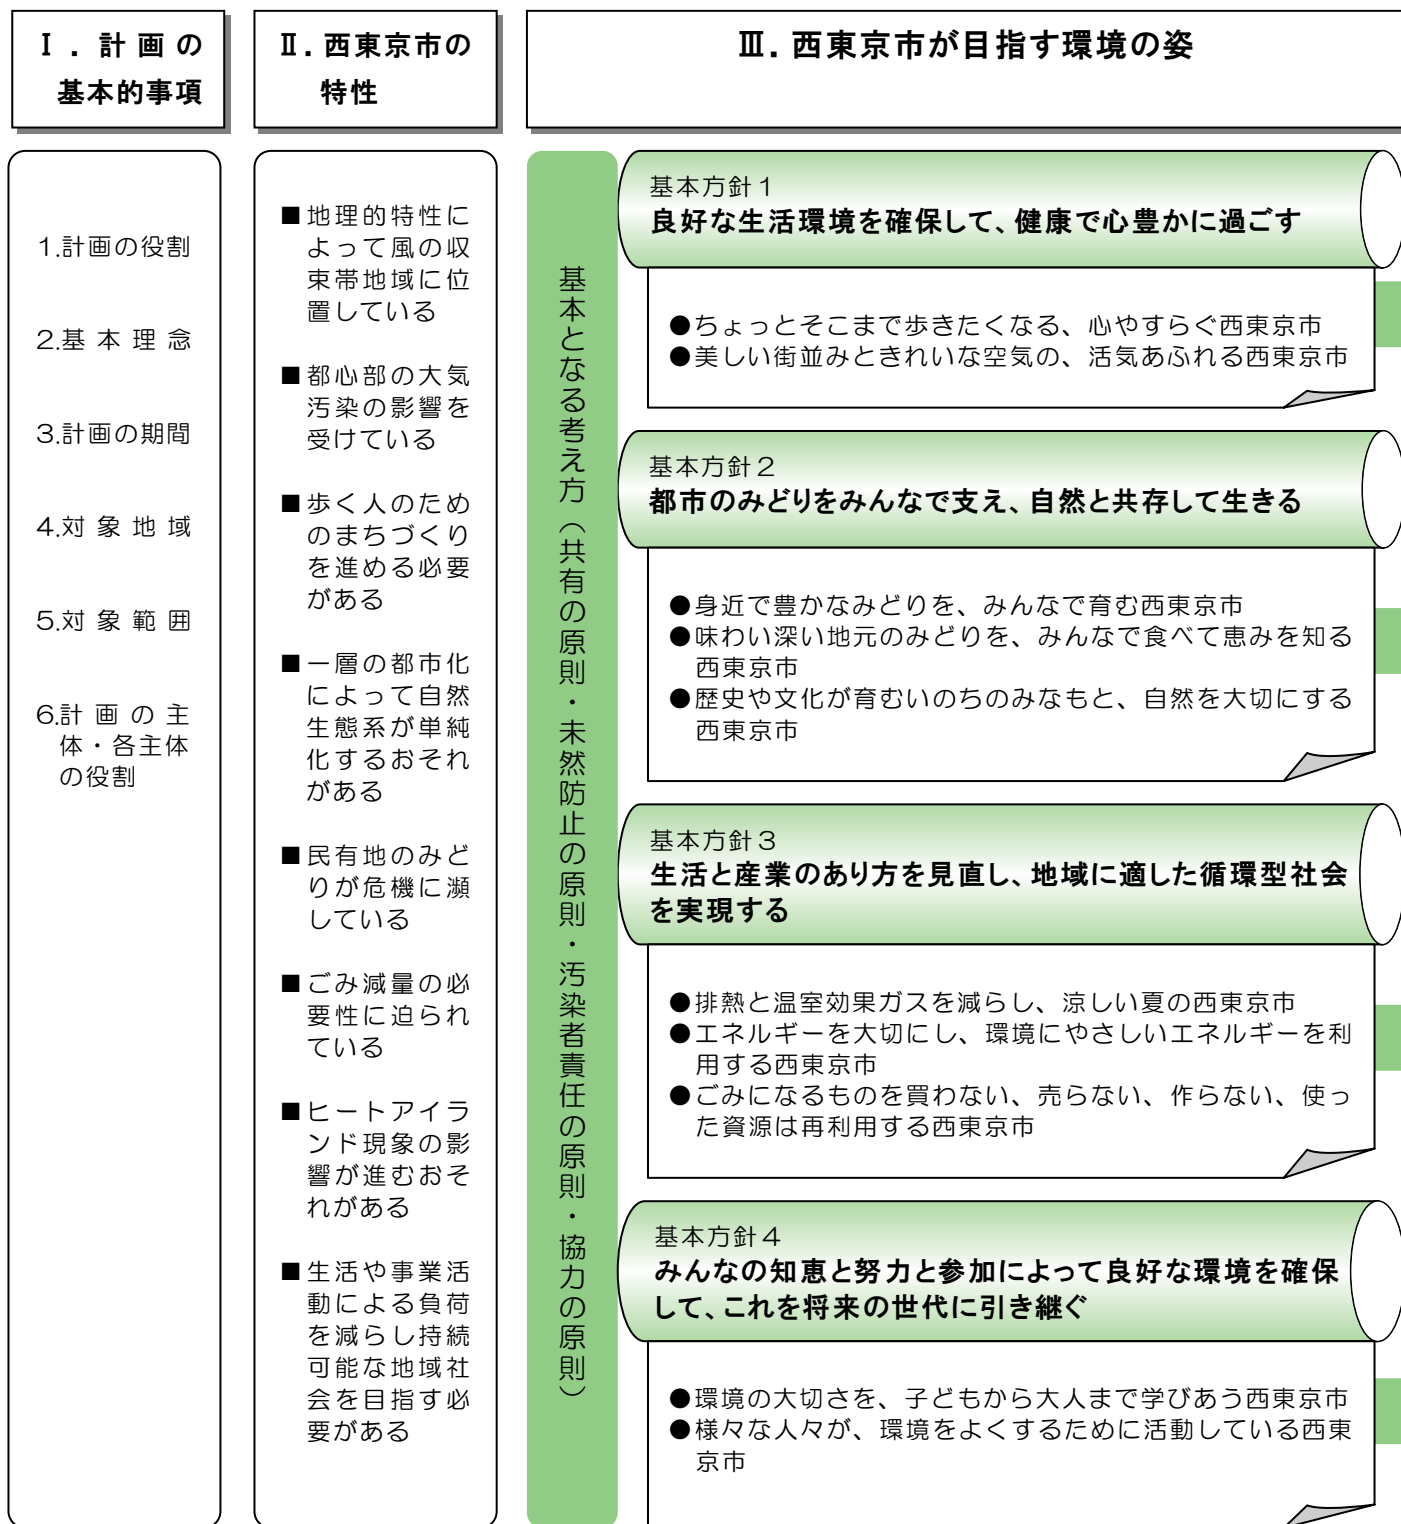 Ⅰ．計画の
基本的事項
Ⅱ．西東京市の
特性
Ⅲ．西東京市が目指す環境の姿
1.計画の役割
2.基本理念
3.計画の期間
4.対象地域
5.対象範囲
6.計画の主
体・各主体
の役割
■地理的特性に
よって風の収
束帯地域に位
置している
■都心部の大気
汚染の影響を
受けている
■歩く人のため
のまちづくり
を進める必要
がある
■一層の都市化
によって自然
生態系が単純
化するおそれ
がある
■民有地のみど
りが危機に瀕
している
■ごみ減量の必
要性に迫られ
ている
■ヒートアイラ
ンド現象の影
響が進むおそ
れがある
■生活や事業活
動による負荷
を減らし持続
可能な地域社
会を目指す必
要がある
基本となる考え方（共有の原則・未然防止の原則・汚染者責任の原則・協力の原則）
基本方針１
良好な生活環境を確保して、健康で心豊かに過ごす
●ちょっとそこまで歩きたくなる、心やすらぐ西東京市
●美しい街並みときれいな空気の、活気あふれる西東京市
基本方針２
都市のみどりをみんなで支え、自然と共存して生きる
●身近で豊かなみどりを、みんなで育む西東京市
●味わい深い地元のみどりを、みんなで食べて恵みを知る
西東京市
●歴史や文化が育むいのちのみなもと、自然を大切にする
西東京市
基本方針３
生活と産業のあり方を見直し、地域に適した循環型社会
を実現する
●排熱と温室効果ガスを減らし、涼しい夏の西東京市
●エネルギーを大切にし、環境にやさしいエネルギーを利
用する西東京市
●ごみになるものを買わない、売らない、作らない、使っ
た資源は再利用する西東京市
基本方針４
みんなの知恵と努力と参加によって良好な環境を確保
して、これを将来の世代に引き継ぐ
●環境の大切さを、子どもから大人まで学びあう西東京市
●様々な人々が、環境をよくするために活動している西東
京市